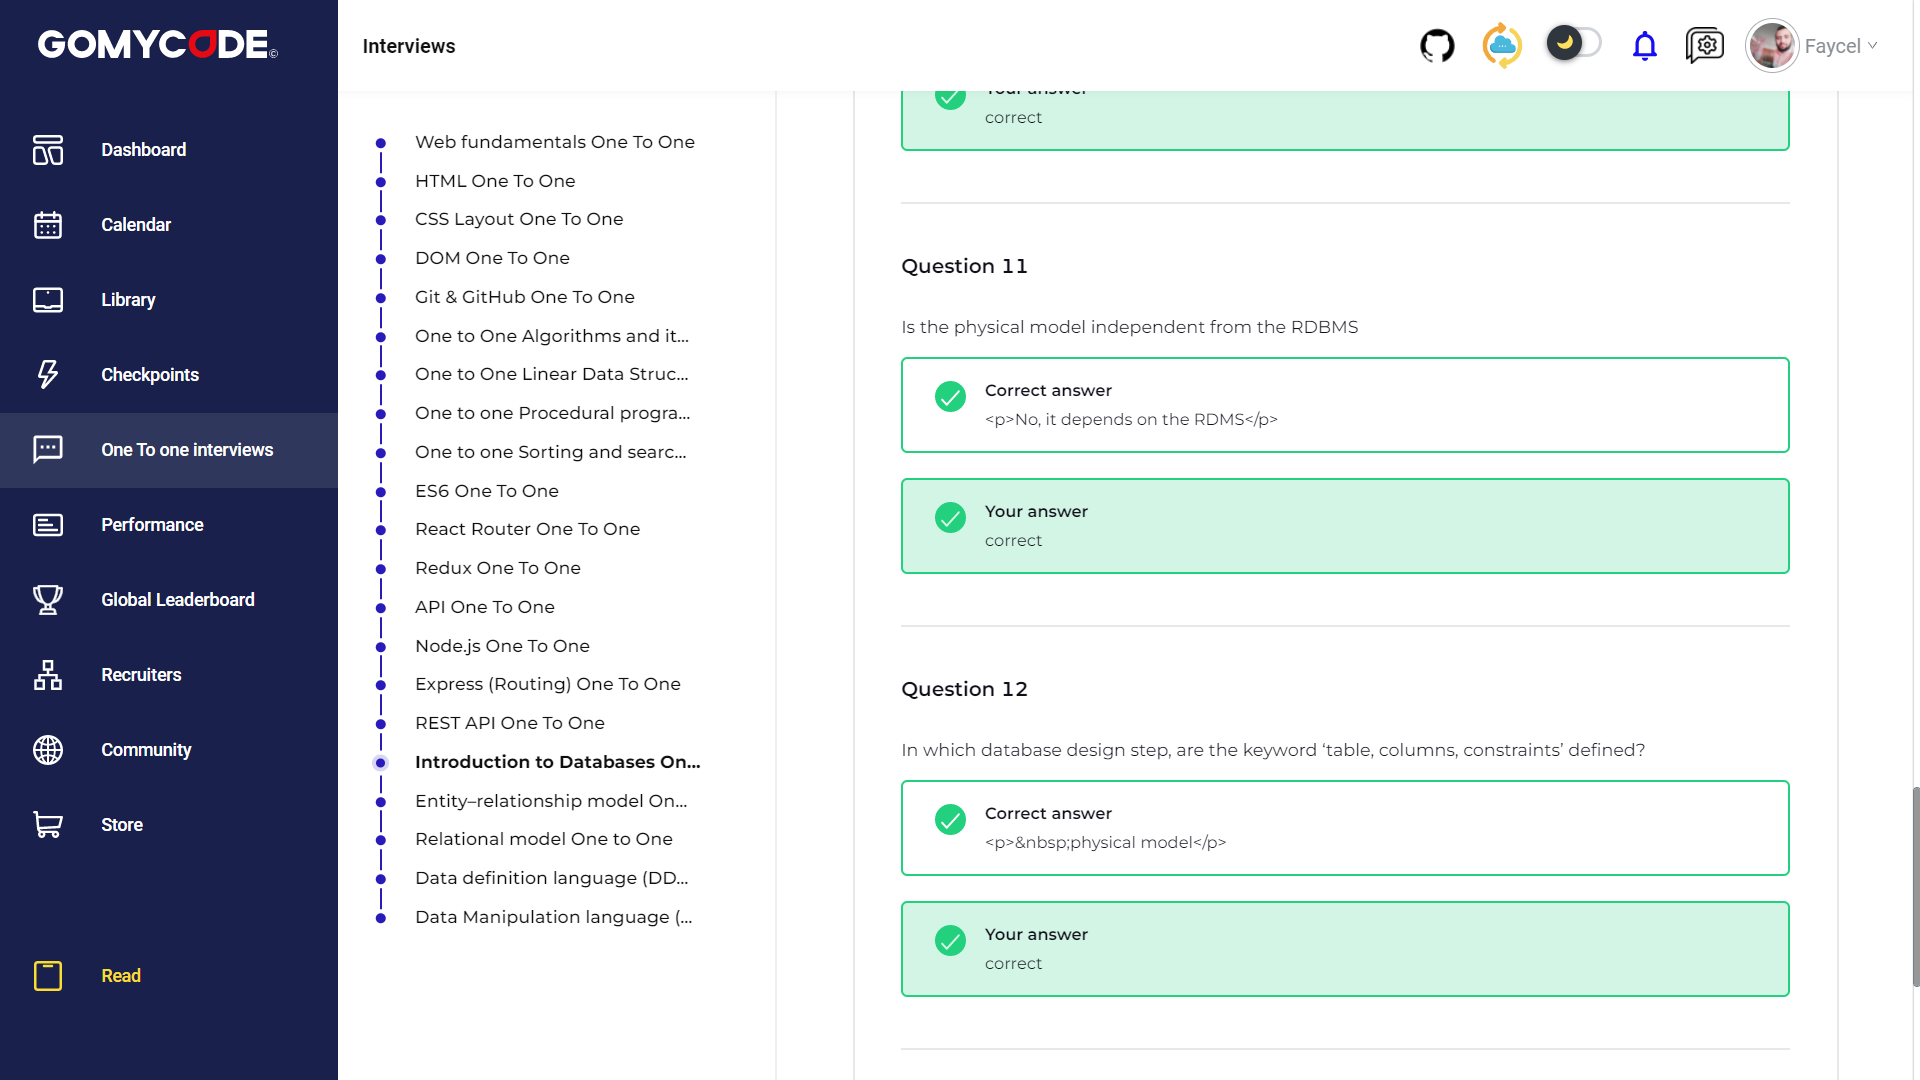 GOMYCODE©
Interviews
Faycel
Dashboard
Calendar
Library
Checkpoints
One To one interviews
Performance
Global Leaderboard
Recruiters
Community
Store
Read
Web fundamentals One To One
HTML One To One
CSS Layout One To One
DOM One To One
Git & GitHub One To One
One to One Algorithms and it...
One to One Linear Data Struc...
One to one Procedural progra...
One to one Sorting and searc...
ES6 One To One
React Router One To One
Redux One To One
API One To One
Node.js One To One
Express (Routing) One To One
REST API One To One
Introduction to Databases On...
Entity–relationship model On...
Relational model One to One
Data definition language (DD...
Data Manipulation language (...
Your answer
correct
Question 11
Is the physical model independent from the RDBMS
Correct answer
<p>No, it depends on the RDMS</p>
Your answer
correct
Question 12
In which database design step, are the keyword ‘table, columns, constraints’ defined?
Correct answer
<p>&nbsp;physical model</p>
Your answer
correct